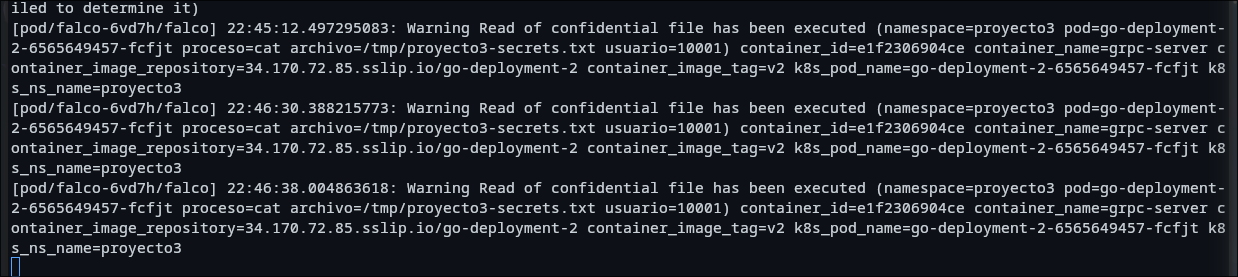 iled to determine it)
[pod/falco-6vd7h/falco] 22:45:12.497295083: Warning Read of confidential file has been executed (namespace=proyecto3 pod=go-deployment-
2-6565649457-fcfjt proceso=cat archivo=/tmp/proyecto3-secrets.txt usuario=10001) container_id=e1f2306904ce container_name=grpc-server c
ontainer_image_repository=34.170.72.85.sslip.io/go-deployment-2 container_image_tag=v2 k8s_pod_name=go-deployment-2-6565649457-fcfjt k8
s_ns_name=proyecto3
[pod/falco-6vd7h/falco] 22:46:30.388215773: Warning Read of confidential file has been executed (namespace=proyecto3 pod=go-deployment-
2-6565649457-fcfjt proceso=cat archivo=/tmp/proyecto3-secrets.txt usuario=10001) container_id=e1f2306904ce container_name=grpc-server c
ontainer_image_repository=34.170.72.85.sslip.io/go-deployment-2 container_image_tag=v2 k8s_pod_name=go-deployment-2-6565649457-fcfjt k8
s_ns_name=proyecto3
[pod/falco-6vd7h/falco] 22:46:38.004863618: Warning Read of confidential file has been executed (namespace=proyecto3 pod=go-deployment-
2-6565649457-fcfjt proceso=cat archivo=/tmp/proyecto3-secrets.txt usuario=10001) container_id=e1f2306904ce container_name=grpc-server c
ontainer_image_repository=34.170.72.85.sslip.io/go-deployment-2 container_image_tag=v2 k8s_pod_name=go-deployment-2-6565649457-fcfjt k8
s_ns_name=proyecto3